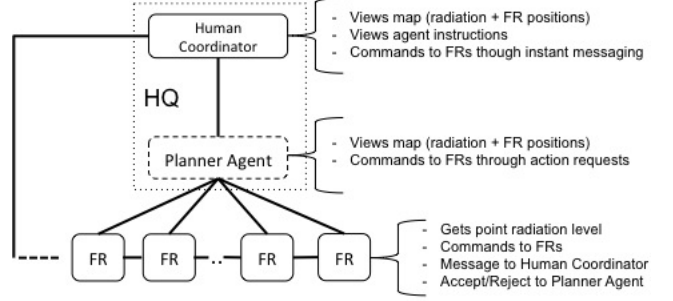 Human
Coordinator
- Views map (radiation + FR positions)
- Views agent instructions
- Commands to FRs though instant messaging
HQ
Planner Agent
- Views map (radiation + FR positions)
- Commands to FRs through action requests
FR
FR
..
FR
FR
- Gets point radiation level
- Commands to FRs
- Message to Human Coordinator
- Accept/Reject to Planner Agent